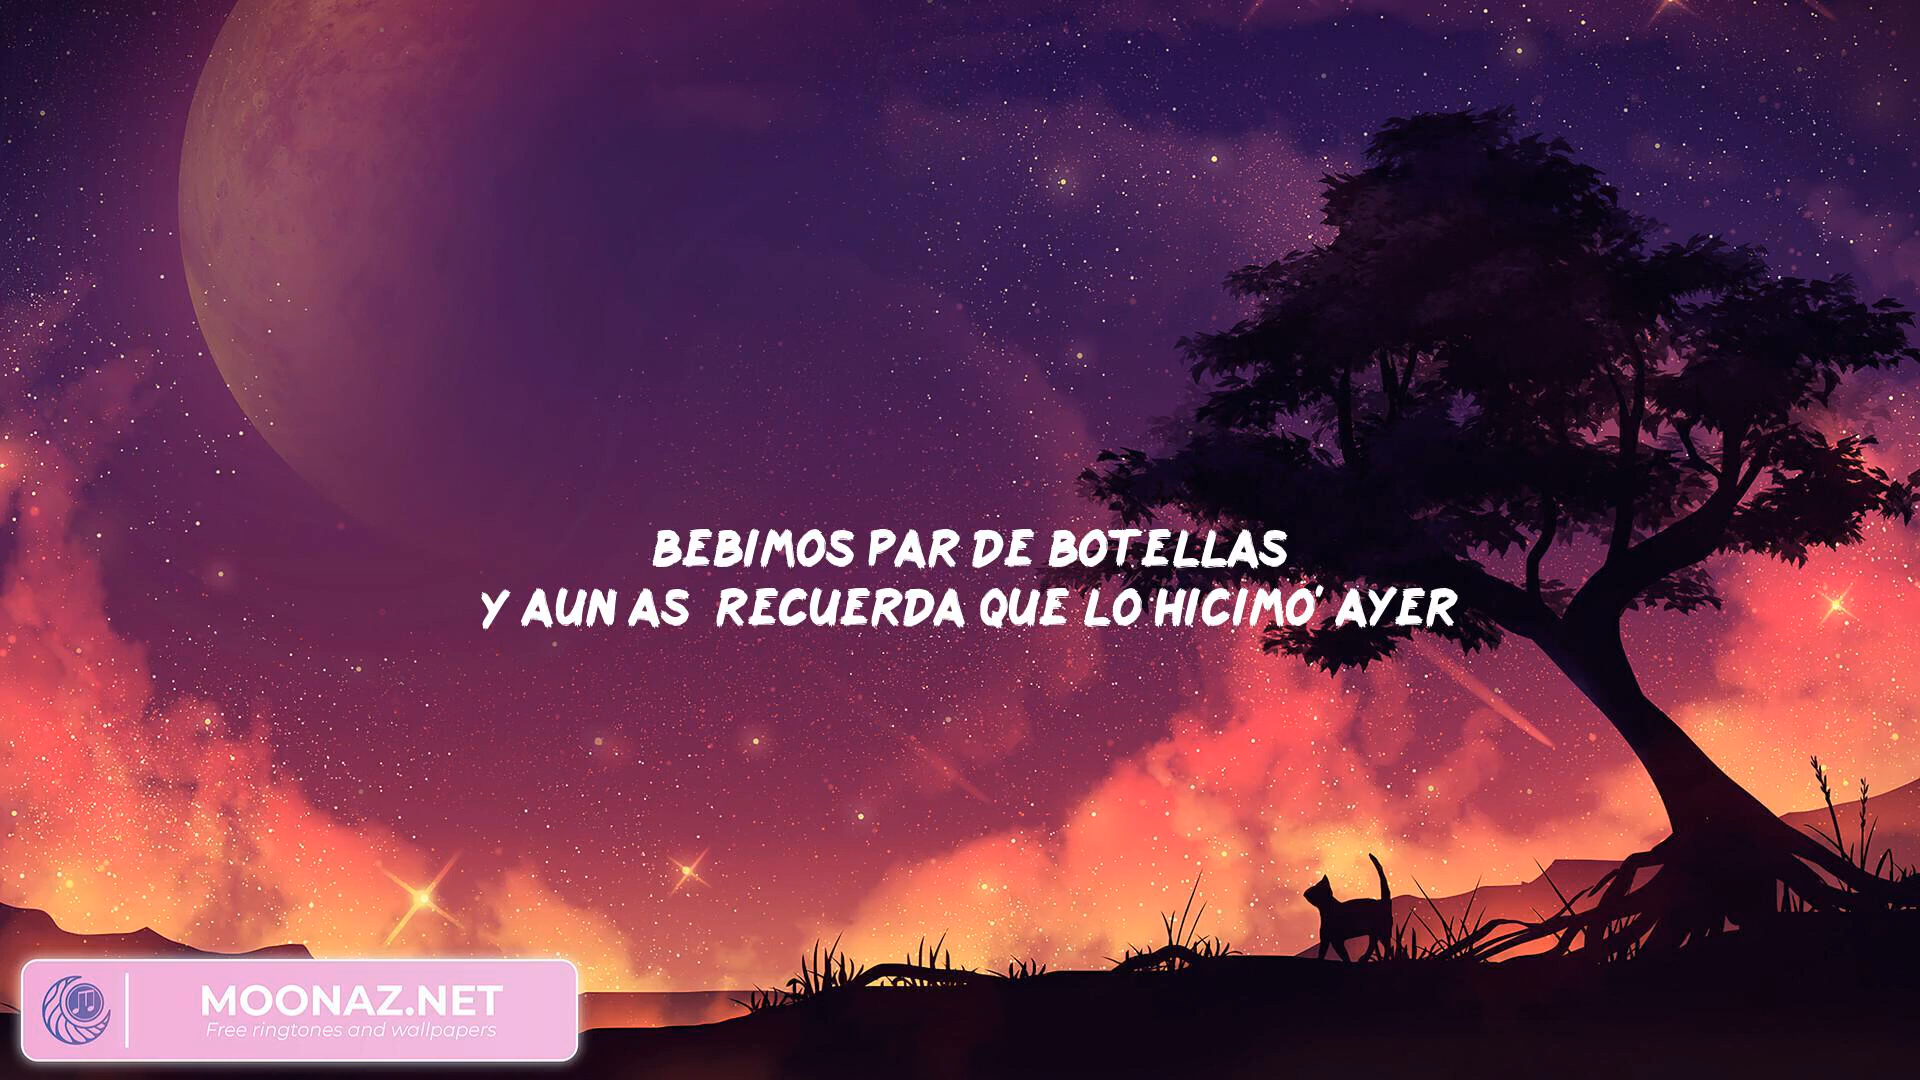 BEBIMOS PAR DE BOTELLAS
Y AUN AS  RECUERDA QUE LO HICIMO' AYER
MOONAZ.NET
Free ringtones and wallpapers